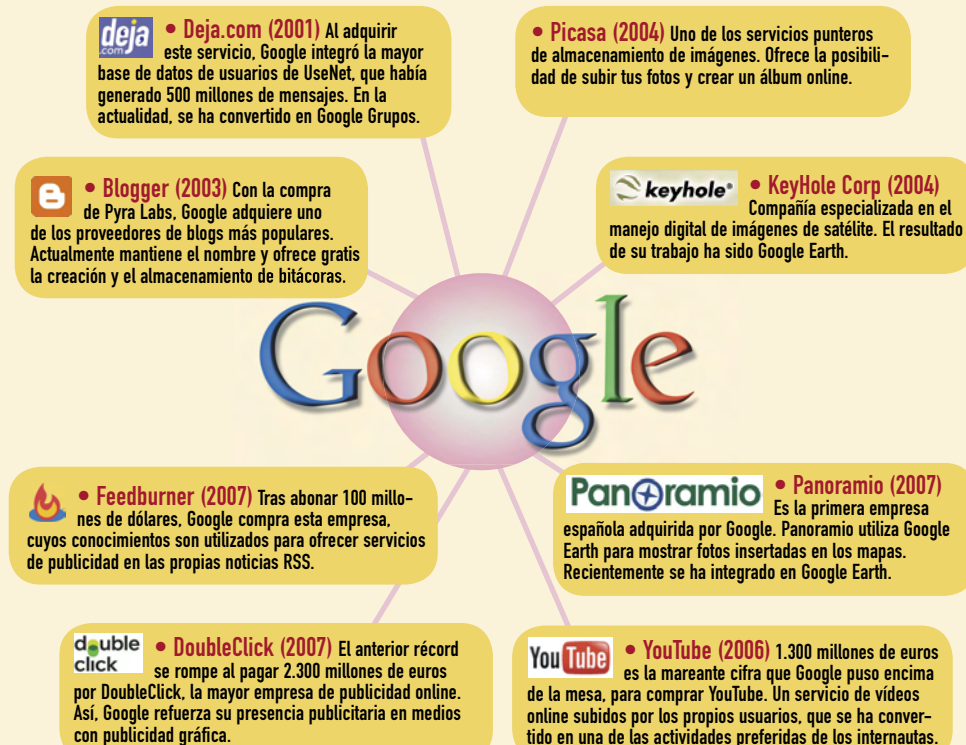 deja
.com
• Deja.com (2001) Al adquirir
este servicio, Google integró la mayor
base de datos de usuarios de UseNet, que había
generado 500 millones de mensajes. En la
actualidad, se ha convertido en Google Grupos.
• Picasa (2004) Uno de los servicios punteros
de almacenamiento de imágenes. Ofrece la posibili-
dad de subir tus fotos y crear un álbum online.
• Blogger (2003) Con la compra
de Pyra Labs, Google adquiere uno
de los proveedores de blogs más populares.
Actualmente mantiene el nombre y ofrece gratis
la creación y el almacenamiento de bitácoras.
keyhole
• KeyHole Corp (2004)
Compañía especializada en el
manejo digital de imágenes de satélite. El resultado
de su trabajo ha sido Google Earth.
Google
• Feedburner (2007) Tras abonar 100 millo-
nes de dólares, Google compra esta empresa,
cuyos conocimientos son utilizados para ofrecer servicios
de publicidad en las propias noticias RSS.
Panoramio
• Panoramio (2007)
Es la primera empresa
española adquirida por Google. Panoramio utiliza Google
Earth para mostrar fotos insertadas en los mapas.
Recientemente se ha integrado en Google Earth.
double
click
• DoubleClick (2007) El anterior récord
se rompe al pagar 2.300 millones de euros
por DoubleClick, la mayor empresa de publicidad online.
Así, Google refuerza su presencia publicitaria en medios
con publicidad gráfica.
YouTube
• YouTube (2006) 1.300 millones de euros
es la mareante cifra que Google puso encima
de la mesa, para comprar YouTube. Un servicio de vídeos
online subidos por los propios usuarios, que se ha conver-
tido en una de las actividades preferidas de los internautas.